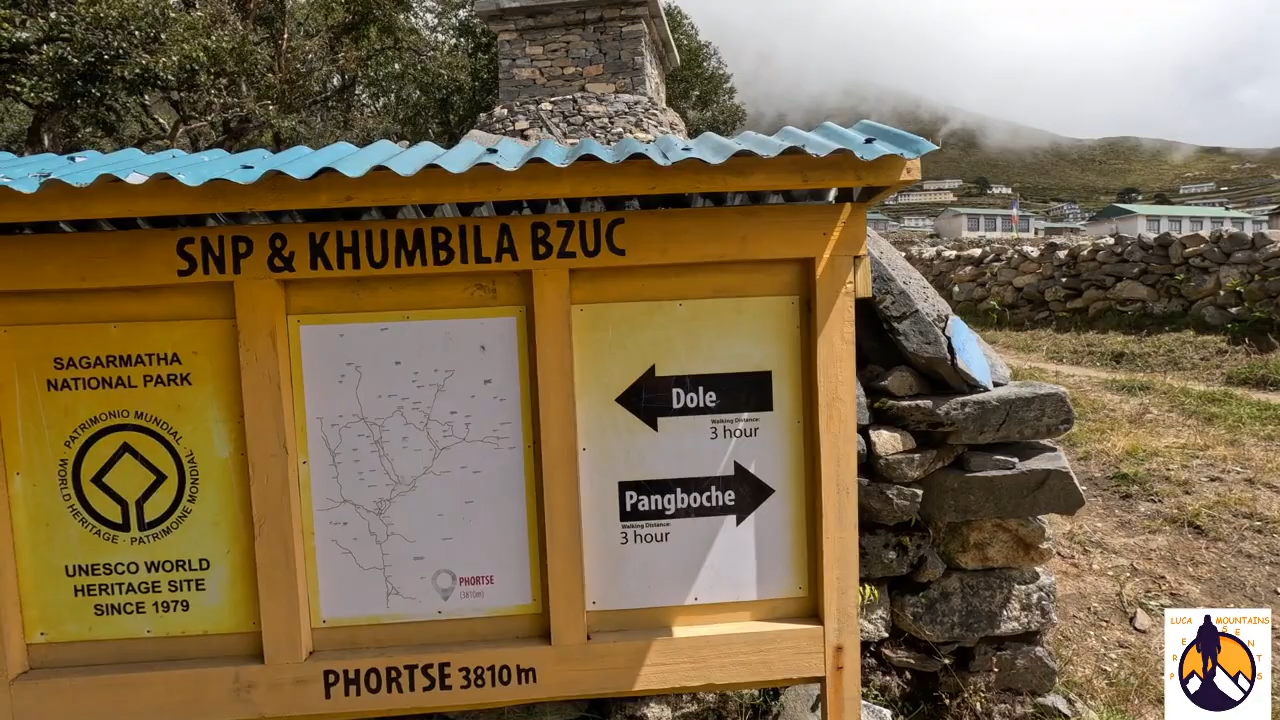 SNP & KHUMBILA BZUC
SAGARMATHA
NATIONAL PARK
PATRIMONIO MUNDIAL
WORLD HERITAGE · PATRIMOINE MONDIAL
UNESCO WORLD
HERITAGE SITE
SINCE 1979
PHORTSE
(3810m)
Dole
Walking Distance:
3 hour
Pangboche
Walking Distance:
3 hour
PHORTSE 3810m
LUCA MOUNTAINS
PRESENTS